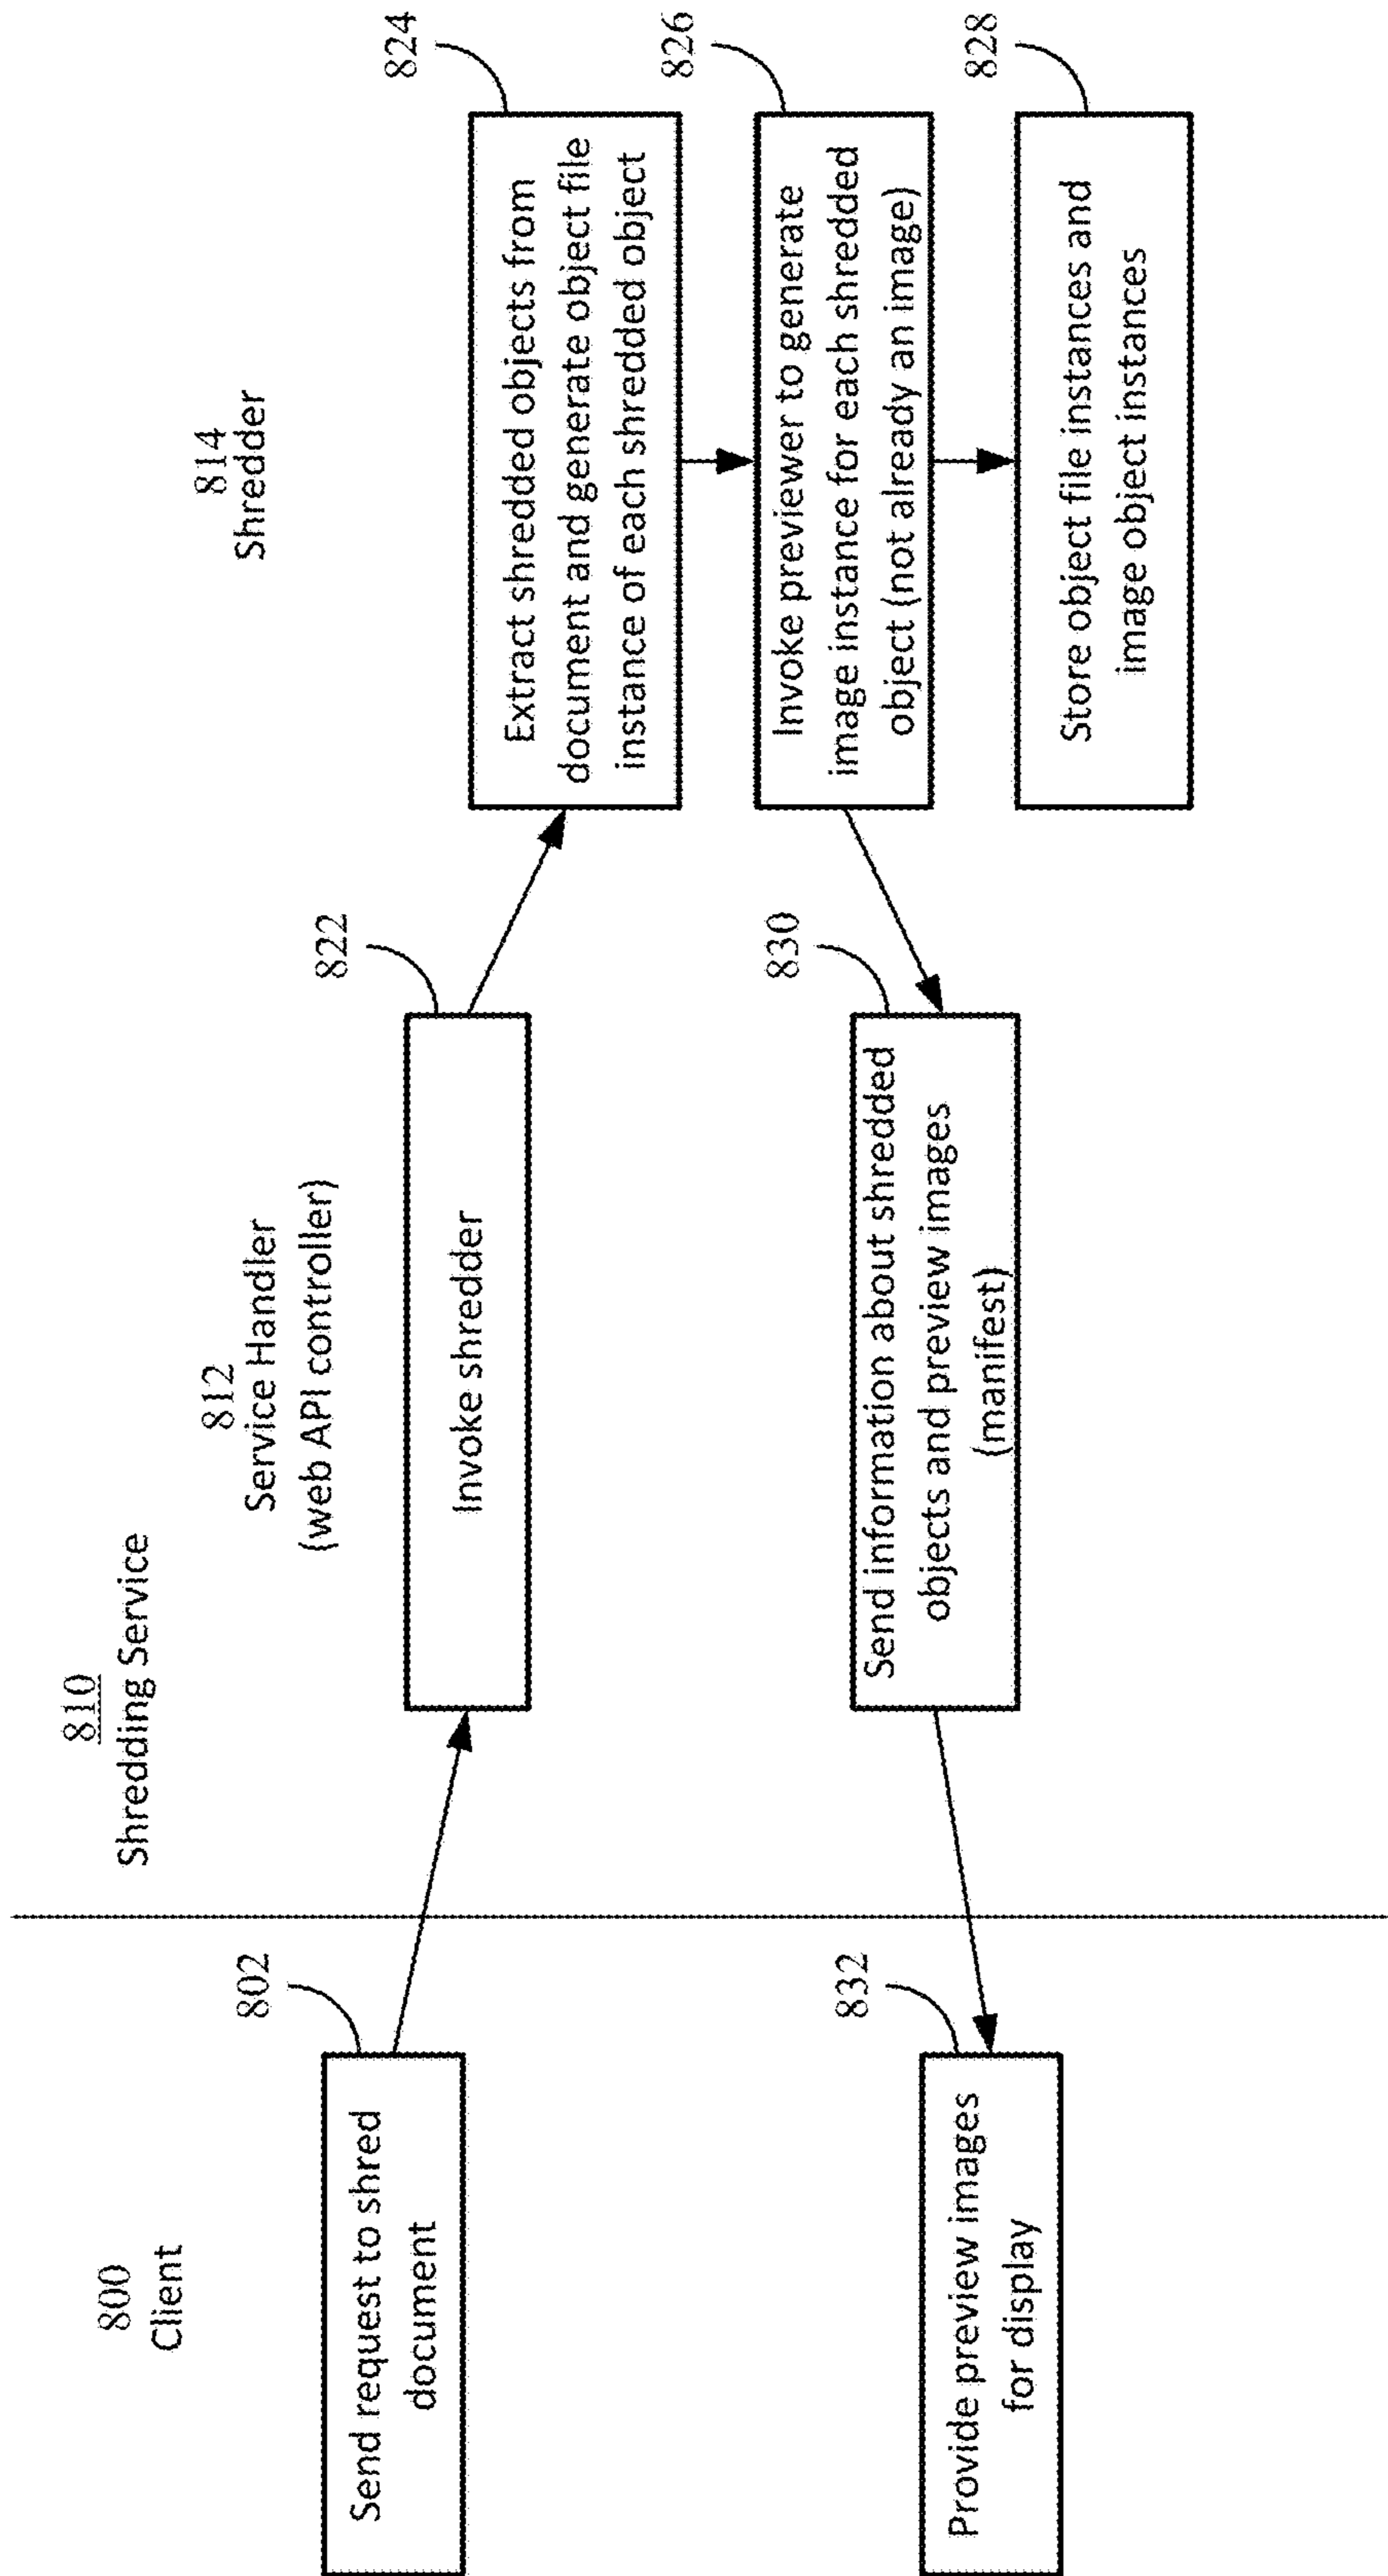 800
Client
810
Shredding Service
812
Service Handler
(web API controller)
814
Shredder
802
Send request to shred
document
822
Invoke shredder
824
Extract shredded objects from
document and generate object file
instance of each shredded object
826
Invoke previewer to generate
image instance for each shredded
object (not already an image)
828
Store object file instances and
image object instances
830
Send information about shredded
objects and preview images
(manifest)
832
Provide preview images
for display